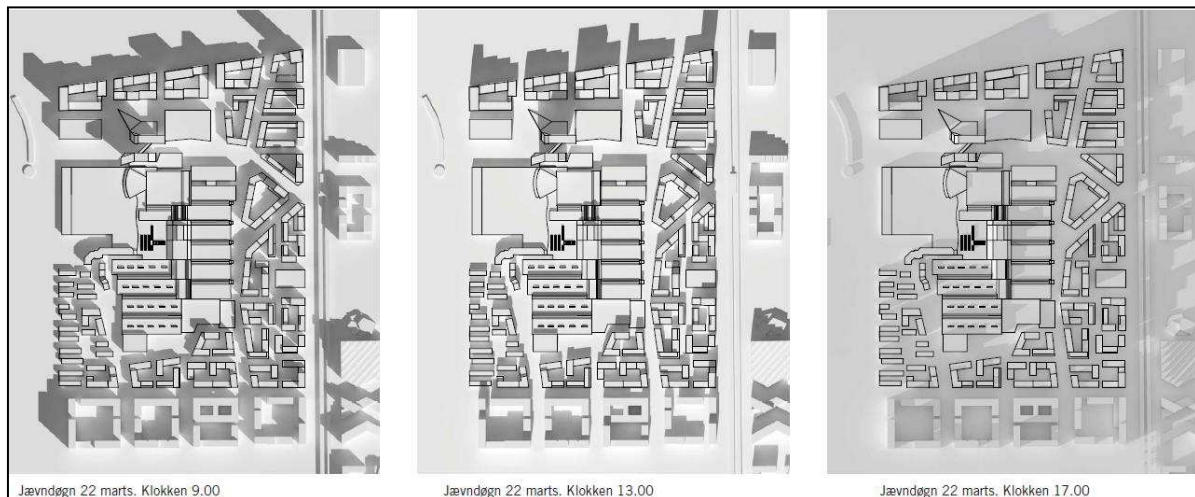 Jævndøgn 22 marts. Klokken 9.00
Jævndøgn 22 marts. Klokken 13.00
Jævndøgn 22 marts. Klokken 17.00